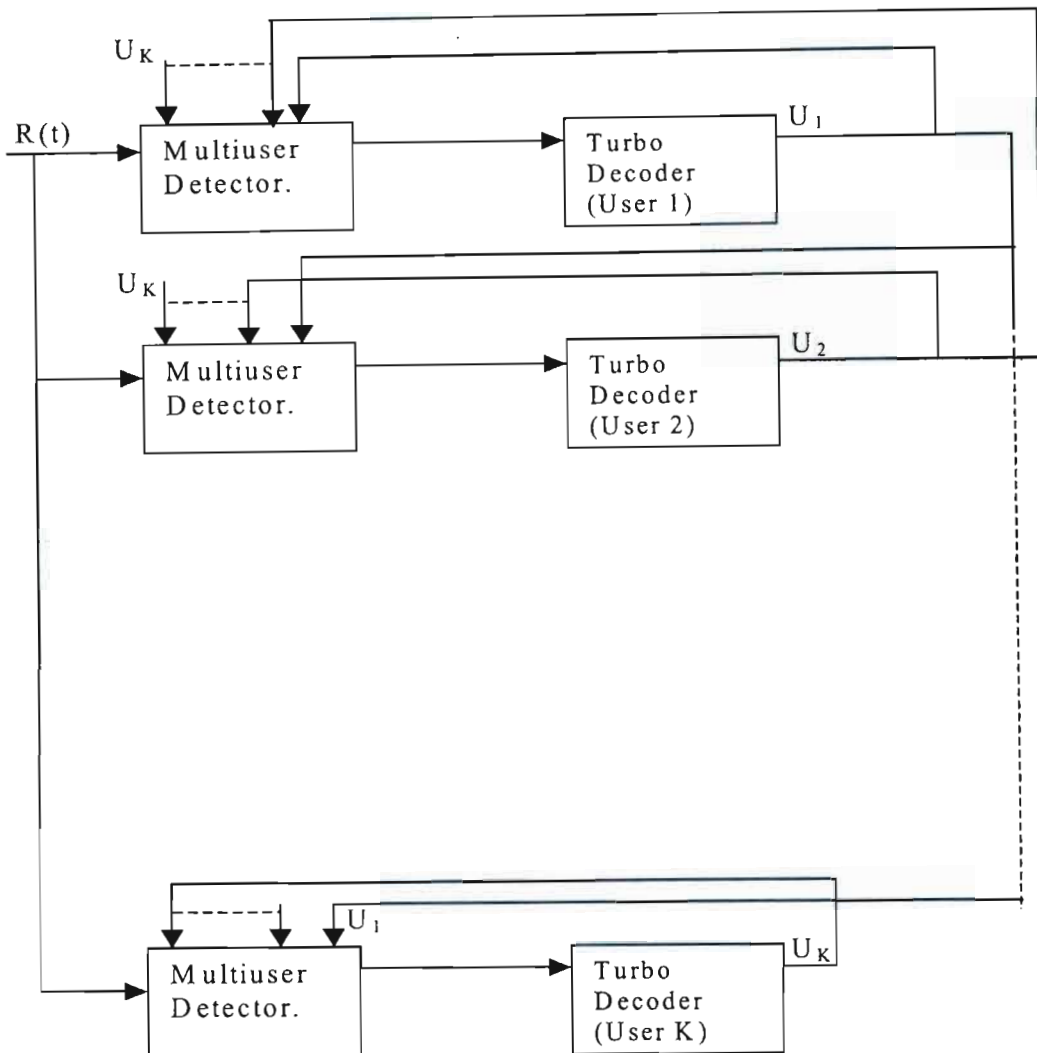 U K
R(t)
Multiuser
Detector.
U 1
Turbo
Decoder
(User 1)
U K
Multiuser
Detector.
U 2
Turbo
Decoder
(User 2)
U 1
Multiuser
Detector.
U K
Turbo
Decoder
(User K)